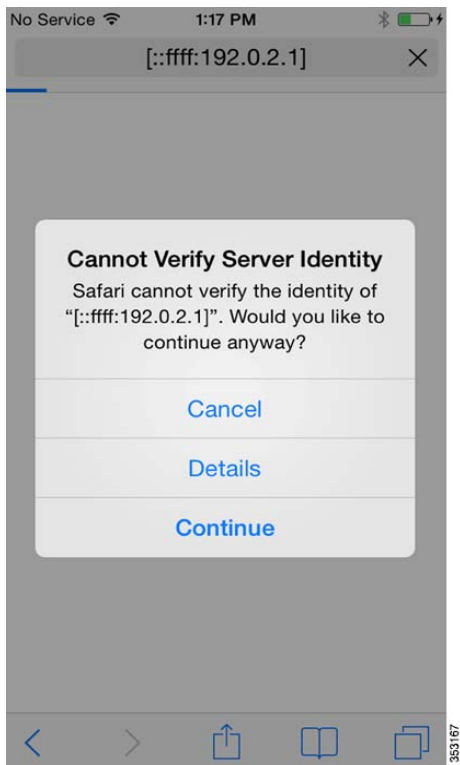 No Service 1:17 PM
[::ffff:192.0.2.1]
Cannot Verify Server Identity
Safari cannot verify the identity of
“[::ffff:192.0.2.1]”. Would you like to
continue anyway?
Cancel
Details
Continue
353167